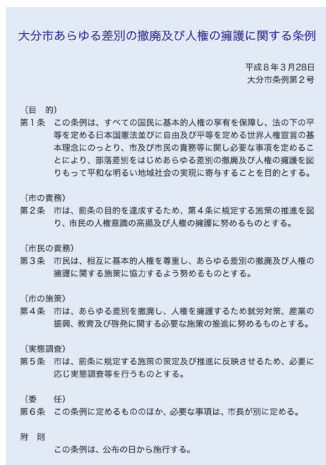 大分市あらゆる差別の撤廃及び人権の擁護に関する条例
平成８年３月28日
大分市条例第２号
（目　的）
第１条　この条例は、すべての国民に基本的人権の享有を保障し、法の下の平
等を定める日本国憲法並びに自由及び平等を定める世界人権宣言の基
本理念にのっとり、市及び市民の責務等に関し必要な事項を定めるこ
とにより、部落差別をはじめあらゆる差別の撤廃及び人権の擁護を図
りもって平和な明るい地域社会の実現に寄与することを目的とする。
（市の責務）
第２条　市は、前条の目的を達成するため、第４条に規定する施策の推進を図
り、市民の人権意識の高揚及び人権の擁護に努めるものとする。
（市民の責務）
第３条　市民は、相互に基本的人権を尊重し、あらゆる差別の撤廃及び人権の
擁護に関する施策に協力するよう努めるものとする。
（市の施策）
第４条　市は、あらゆる差別を撤廃し、人権を擁護するため就労対策、産業の
振興、教育及び啓発に関する必要な施策の推進に努めるものとする。
（実態調査）
第５条　市は、前条に規定する施策の策定及び推進に反映させるため、必要に
応じ実態調査等を行うものとする。
（委　　任）
第６条　この条例に定めるもののほか、必要な事項は、市長が別に定める。
附　則
この条例は、公布の日から施行する。